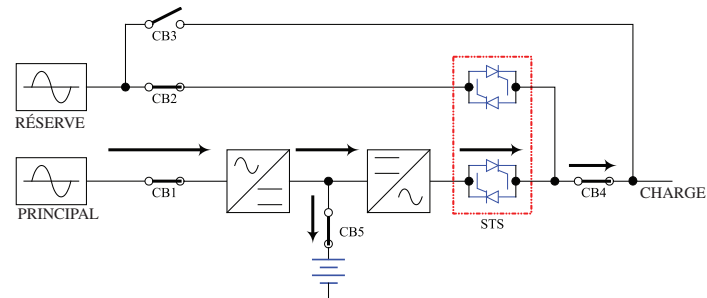 CB3
CB2
RÉSERVE
CB1
PRINCIPAL
CB4
CHARGE
STS
CB5